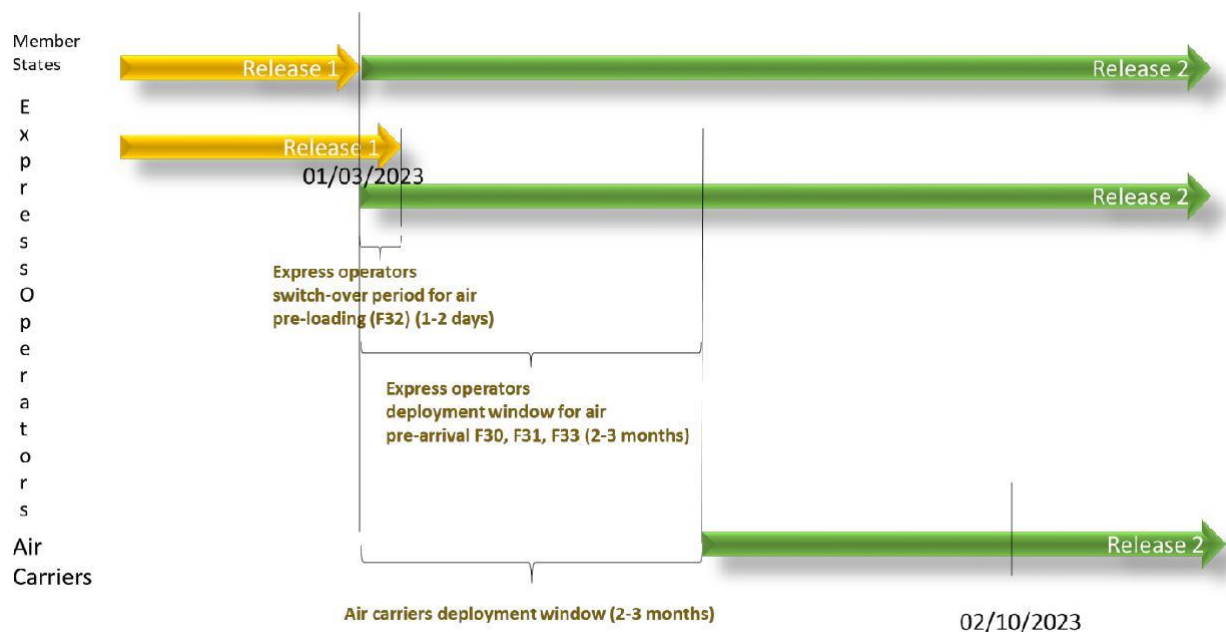 Member
States
Release 1
Release 2
Express Operators
Release 1
01/03/2023
Release 2
Express operators
switch-over period for air
pre-loading (F32) (1-2 days)
Express operators
deployment window for air
pre-arrival F30, F31, F33 (2-3 months)
Air
Carriers
Release 2
Air carriers deployment window (2-3 months)
02/10/2023